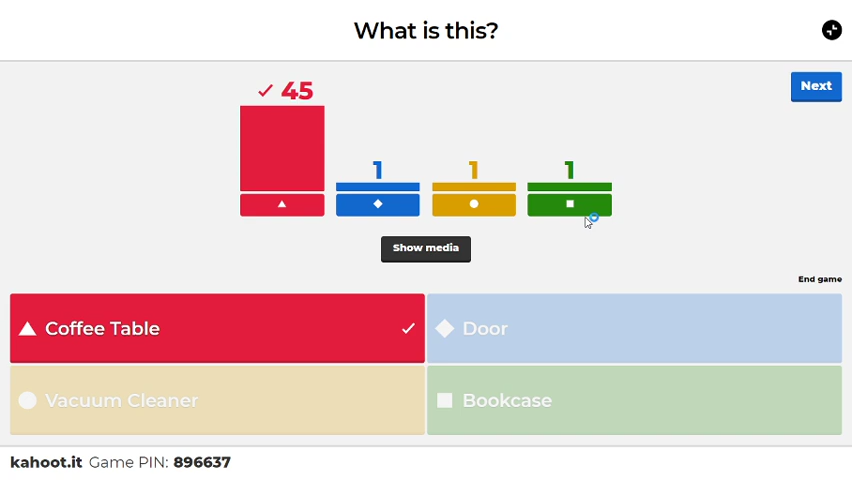 What is this?
45
1
1
1
Next
Show media
End game
Coffee Table
Door
Vacuum Cleaner
Bookcase
kahoot.it Game PIN: 896637